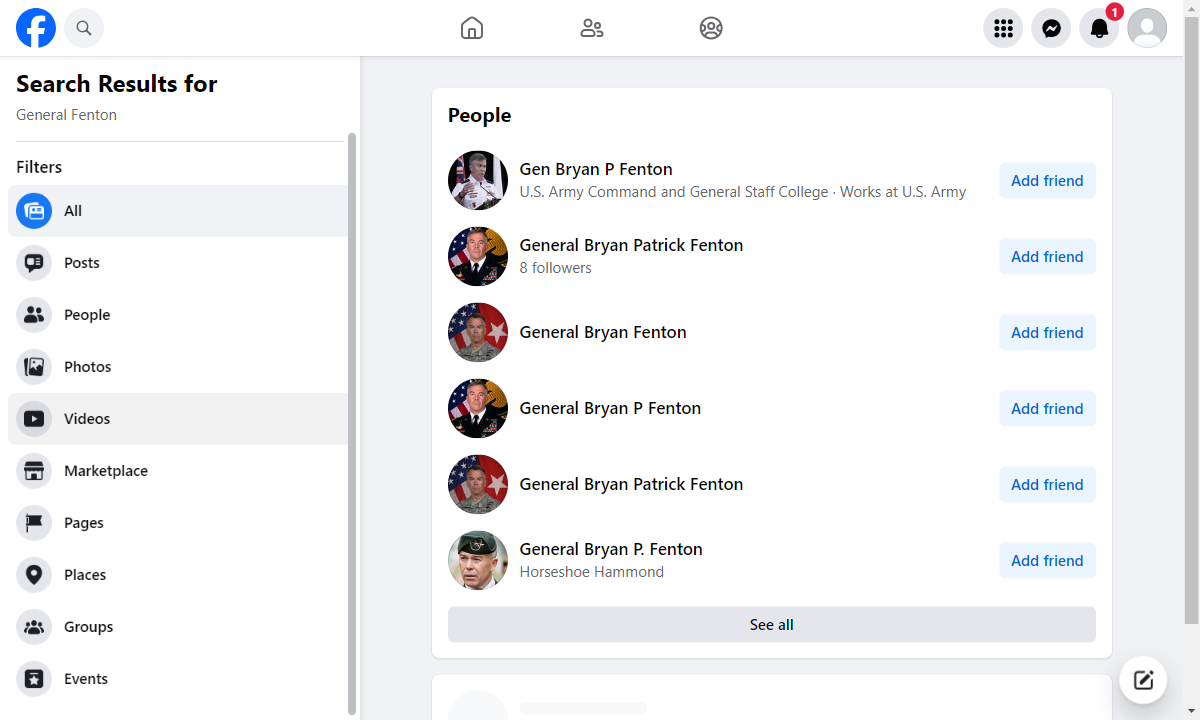 1
Search Results for
General Fenton
Filters
All
Posts
People
Photos
Videos
Marketplace
Pages
Places
Groups
Events
People
Gen Bryan P Fenton
U.S. Army Command and General Staff College · Works at U.S. Army
Add friend
General Bryan Patrick Fenton
8 followers
Add friend
General Bryan Fenton
Add friend
General Bryan P Fenton
Add friend
General Bryan Patrick Fenton
Add friend
General Bryan P. Fenton
Horseshoe Hammond
Add friend
See all